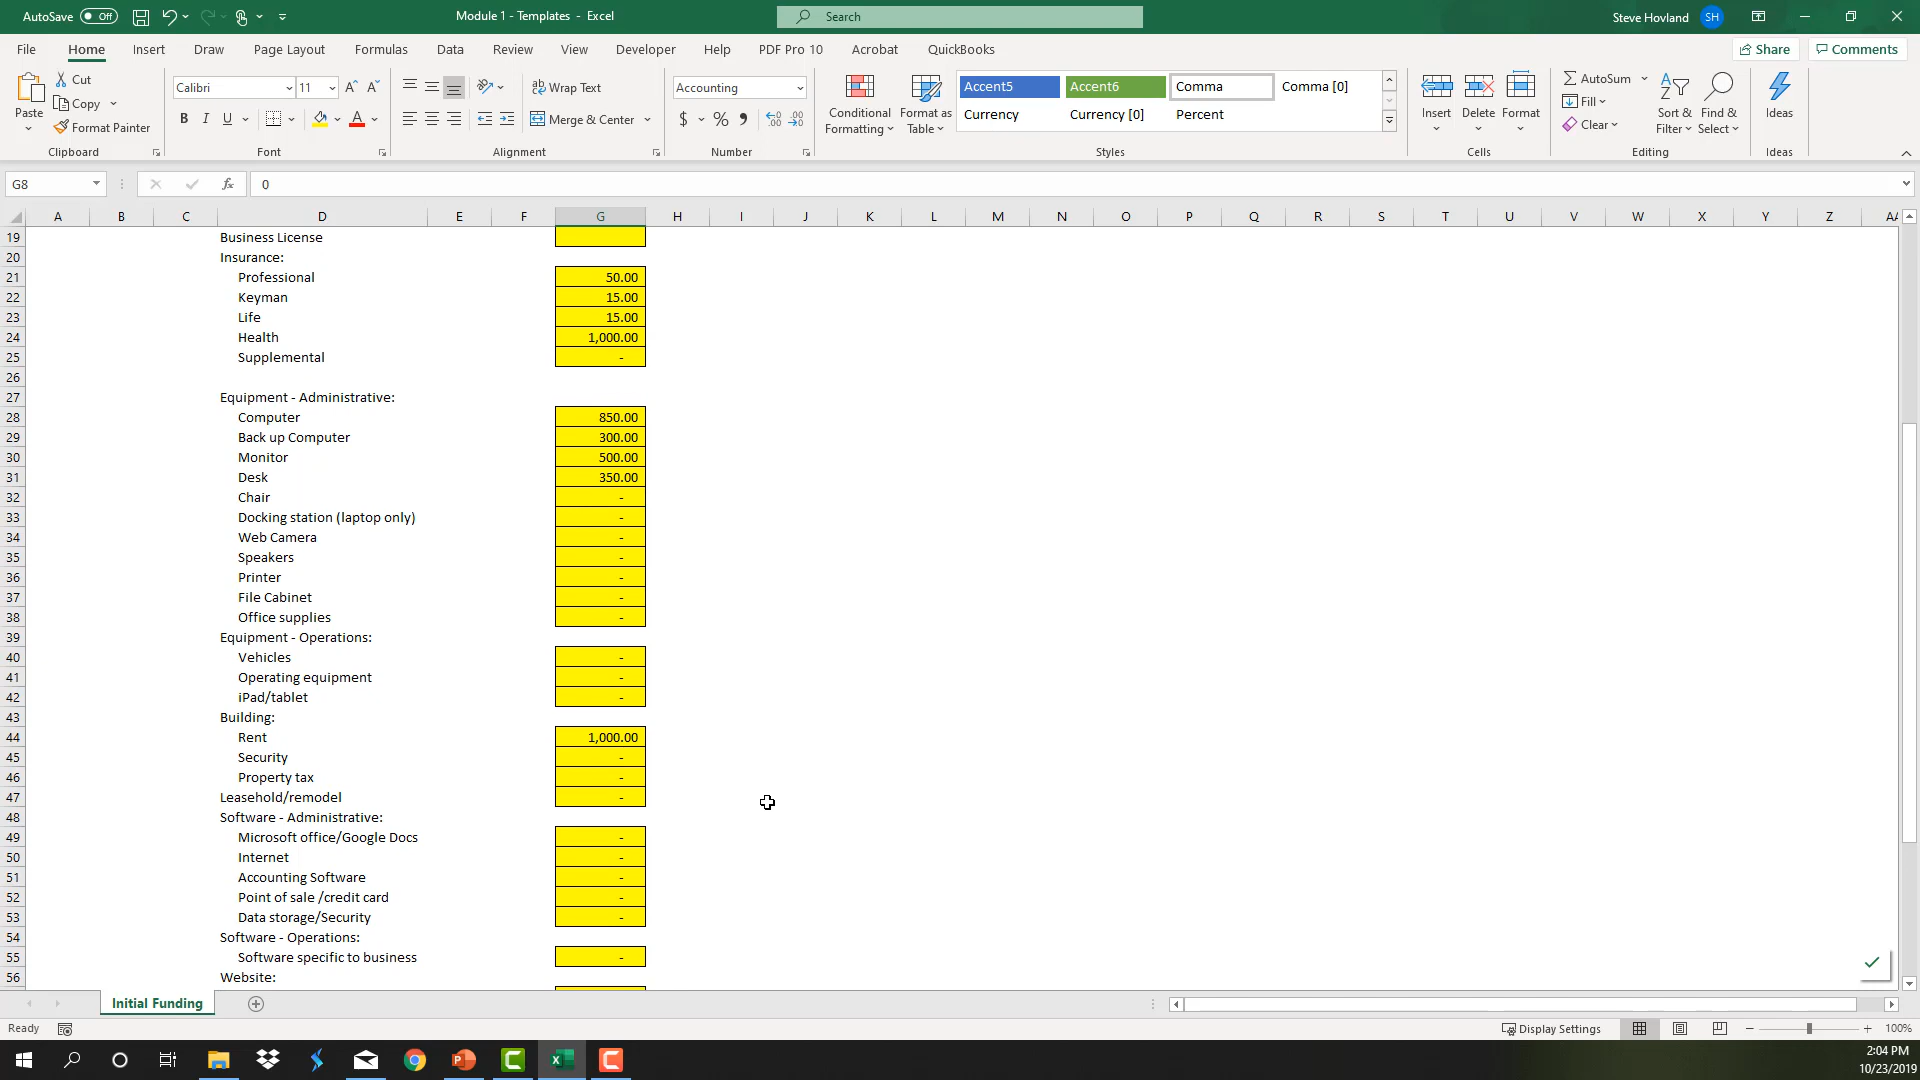 AutoSave Off Module 1 - Templates - Excel Search Steve Hovland SH
File Home Insert Draw Page Layout Formulas Data Review View Developer Help PDF Pro 10 Acrobat QuickBooks Share Comments
Paste Cut Copy Format Painter
Clipboard
Calibri 11
B I U A
Font
Wrap Text
Merge & Center
Alignment
Accounting
$ % 9
Number
Conditional Formatting Format as Table
Accent5 Accent6 Comma Comma [0]
Currency Currency [0] Percent
Styles
Insert Delete Format
Cells
AutoSum Fill Clear Sort & Filter Find & Select
Editing
Ideas
Ideas
G8 fx 0
A B C D E F G H I J K L M N O P Q R S T U V W X Y Z AA
19 Business License
20 Insurance:
21 Professional 50.00
22 Keyman 15.00
23 Life 15.00
24 Health 1,000.00
25 Supplemental -
26
27 Equipment - Administrative:
28 Computer 850.00
29 Back up Computer 300.00
30 Monitor 500.00
31 Desk 350.00
32 Chair -
33 Docking station (laptop only) -
34 Web Camera -
35 Speakers -
36 Printer -
37 File Cabinet -
38 Office supplies -
39 Equipment - Operations:
40 Vehicles -
41 Operating equipment -
42 iPad/tablet -
43 Building:
44 Rent 1,000.00
45 Security -
46 Property tax -
47 Leasehold/remodel -
48 Software - Administrative:
49 Microsoft office/Google Docs -
50 Internet -
51 Accounting Software -
52 Point of sale /credit card -
53 Data storage/Security -
54 Software - Operations:
55 Software specific to business -
56 Website:
Initial Funding
Ready Display Settings 100%
2:04 PM
10/23/2019